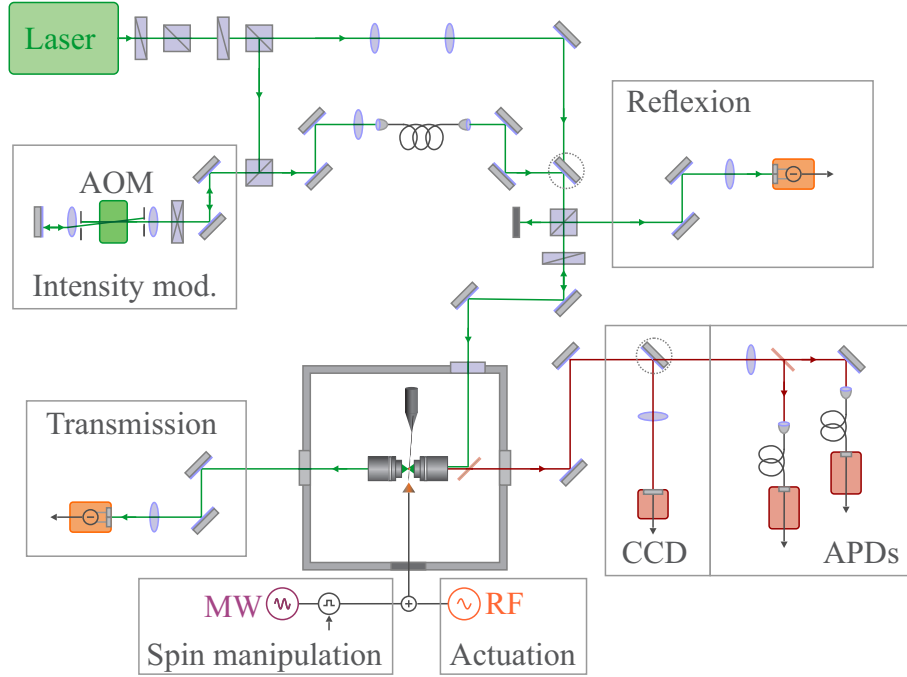 Laser
Reflexion
AOM
Intensity mod.
Transmission
CCD
APDs
MW
RF
Spin manipulation
Actuation